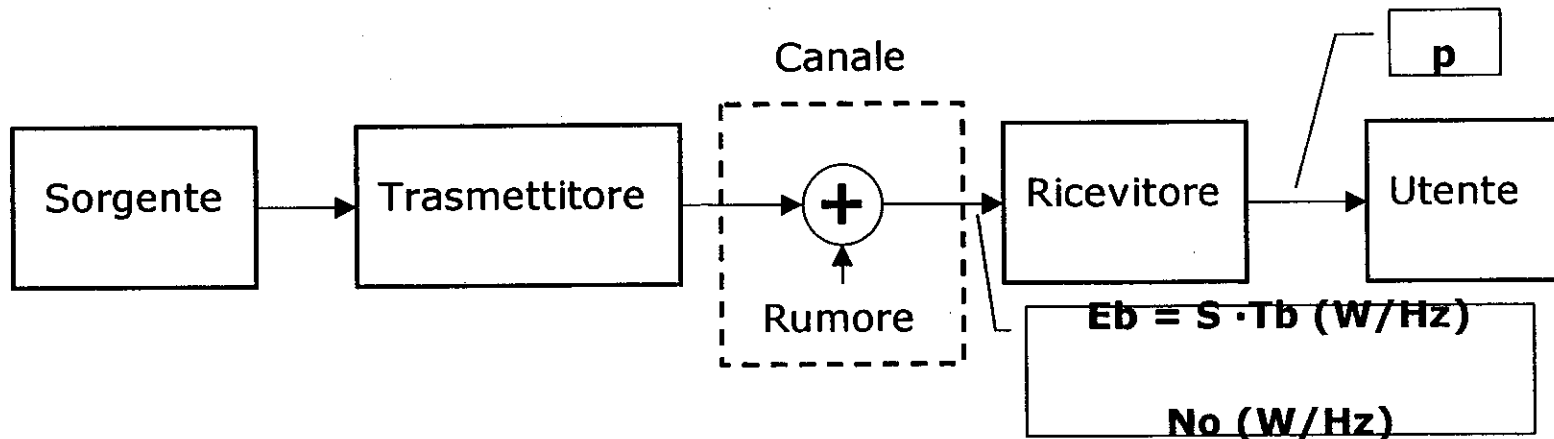 p
Canale
Sorgente
Trasmettitore
+
Ricevitore
Utente
Rumore
Eb = S ·Tb (W/Hz)
No (W/Hz)